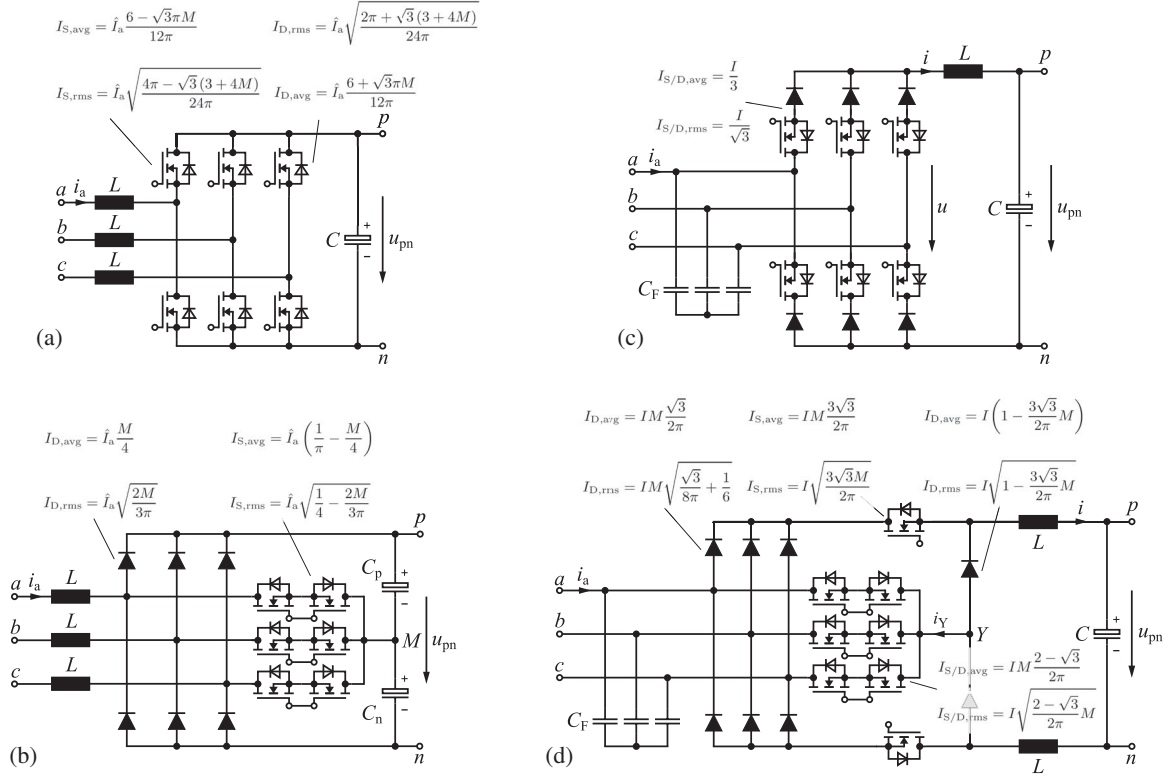 I_S,avg = Î_a (6 − √3πM)/(12π)
I_D,rms = Î_a √((2π + √3 (3 + 4M))/(24π))
I_S,rms = Î_a √((4π − √3 (3 + 4M))/(24π))
I_D,avg = Î_a (6 + √3πM)/(12π)
p
a i_a L
b L
c L
C + −
u_pn
n
(a)
I_S/D,avg = I/3
I_S/D,rms = I/√3
i L p
a i_a
b
c
C_F
u
C + −
u_pn
n
(c)
I_D,avg = Î_a M/4
I_S,avg = Î_a (1/π − M/4)
I_D,rms = Î_a √(2M/(3π))
I_S,rms = Î_a √(1/4 − 2M/(3π))
p
a i_a L
b L
c L
C_p + −
M
u_pn
C_n + −
n
(b)
I_D,avg = IM √3/(2π)
I_S,avg = IM 3√3/(2π)
I_D,avg = I (1 − (3√3/(2π)) M)
I_D,rms = IM √(√3/(8π) + 1/6)
I_S,rms = I √(3√3M/(2π))
I_D,rms = I √(1 − (3√3/(2π)) M)
p
L i
a i_a
b
c
C_F
i_Y Y
C + −
u_pn
I_S/D,avg = IM (2 − √3)/(2π)
I_S/D,rms = I √(((2 − √3)/(2π)) M)
L
n
(d)